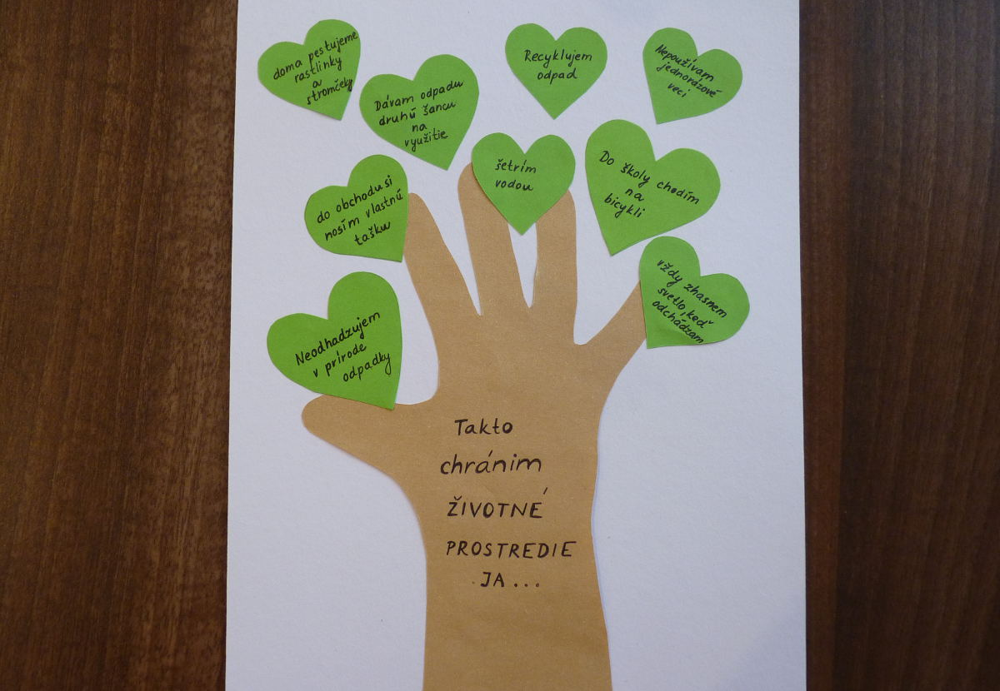 doma pestujeme
rastlinky
a
stromčeky
Dávam odpadu
druhú šancu
na
využitie
Recyklujem
odpad
Nepoužívam
jednorázové
veci
do obchodu si
nosím vlastnú
tašku
šetrím
vodou
Do školy chodím
na
bicykli
Neodhadzujem
v prírode
odpadky
vždy zhasnem
svetlo, keď
odchádzam
Takto
chránim
ŽIVOTNÉ
PROSTREDIE
JA...